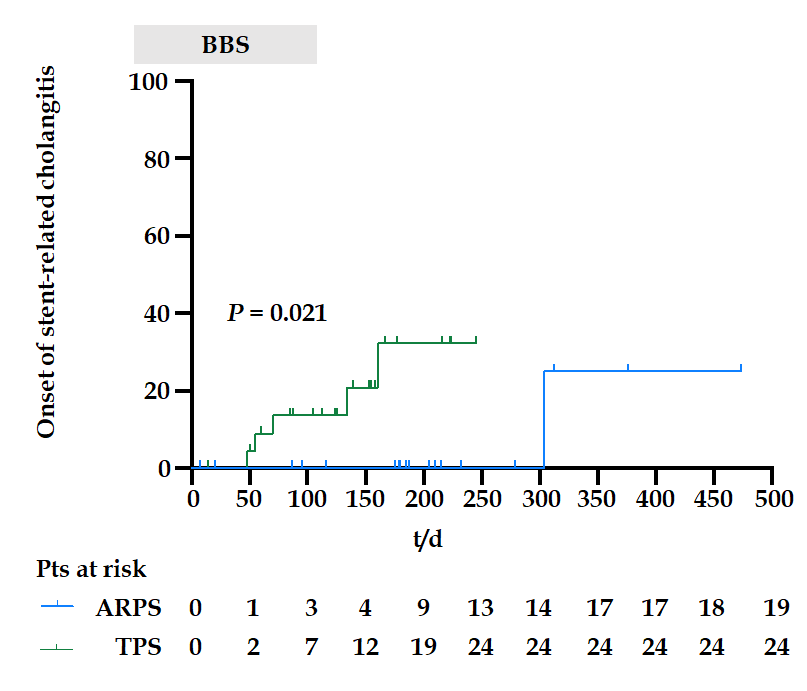 BBS
Onset of stent-related cholangitis
100
80
60
40
20
0
P = 0.021
0 50 100 150 200 250 300 350 400 450 500
t/d
Pts at risk
ARPS 0 1 3 4 9 13 14 17 17 18 19
TPS 0 2 7 12 19 24 24 24 24 24 24